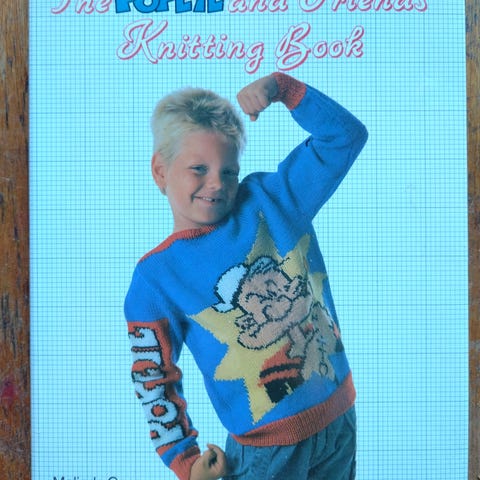 The POPEYE and Friends
Knitting Book
POPEYE